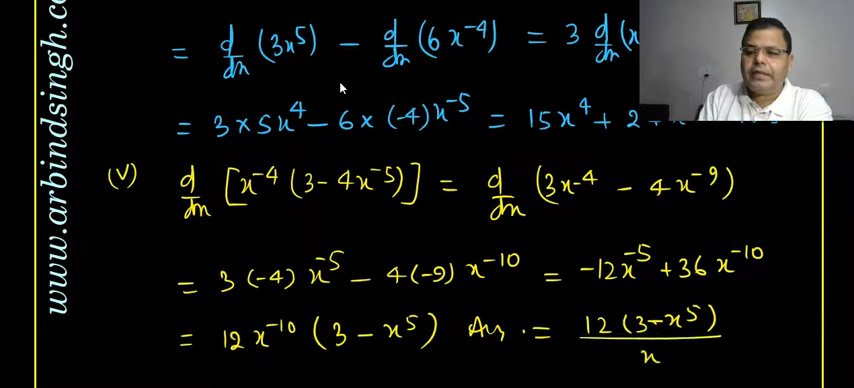 www.arbindsingh.c
= d/dx (3x⁵) − d/dx (6x⁻⁴) = 3 d/dx (x
= 3 × 5x⁴ − 6 × (-4) x⁻⁵ = 15x⁴ + 2
(V) d/dx [x⁻⁴ (3 − 4x⁻⁵)] = d/dx (3x⁻⁴ − 4x⁻⁹)
= 3 (-4) x⁻⁵ − 4(-9) x⁻¹⁰ = -12x⁻⁵ + 36 x⁻¹⁰
= 12 x⁻¹⁰ (3 − x⁵) Ans. = 12 (3 − x⁵) / x